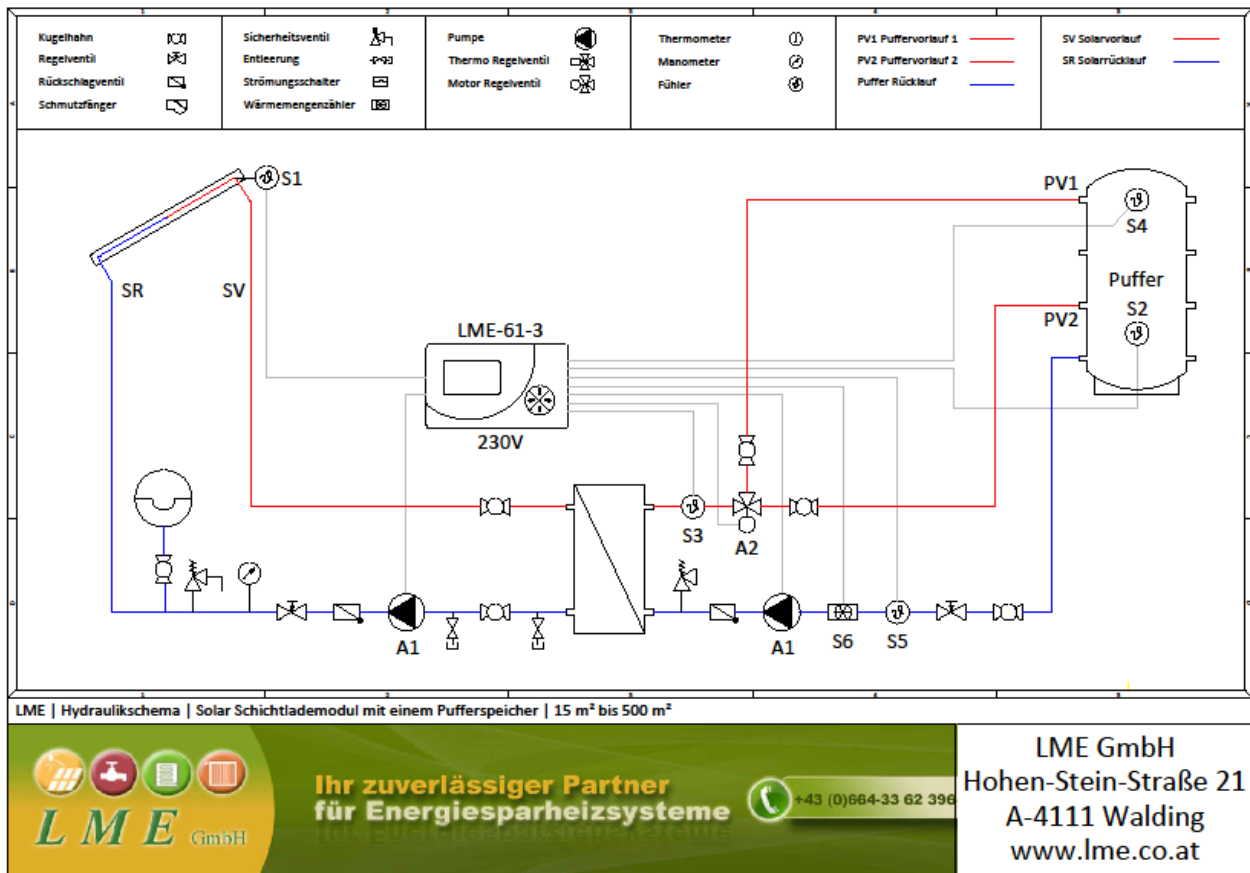 Kugelhahn
Regelventil
Rückschlagventil
Schmutzfänger
Sicherheitsventil
Entleerung
Strömungsschalter
Wärmemengenzähler
Pumpe
Thermo Regelventil
Motor Regelventil
Thermometer
Manometer
Fühler
PV1 Puffervorlauf 1
PV2 Puffervorlauf 2
Puffer Rücklauf
SV Solarvorlauf
SR Solarrücklauf
S1
SR
SV
PV1
S4
Puffer
S2
PV2
LME-61-3
230V
S3
A2
A1
A1
S6
S5
LME | Hydraulikschema | Solar Schichtlademodul mit einem Pufferspeicher | 15 m² bis 500 m²
L M E GmbH
Ihr zuverlässiger Partner
für Energiesparheizsysteme
+43 (0)664-33 62 396
LME GmbH
Hohen-Stein-Straße 21
A-4111 Walding
www.lme.co.at